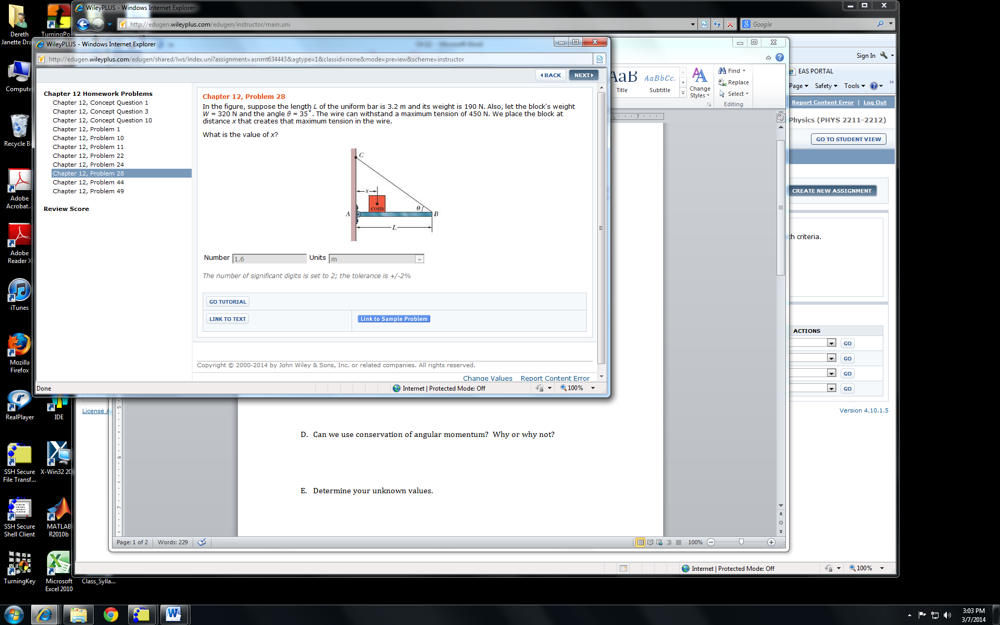 WileyPLUS - Windows Internet Explorer
http://edugen.wileyplus.com/edugen/instructor/main.uni
Google
WileyPLUS - Windows Internet Explorer
http://edugen.wileyplus.com/edugen/shared/lws/index.uni?assignment=asnmt634443&agtype=1&classid=none&mode=preview&scheme=instructor
BACK
NEXT
Chapter 12 Homework Problems
Chapter 12, Concept Question 1
Chapter 12, Concept Question 3
Chapter 12, Concept Question 10
Chapter 12, Problem 1
Chapter 12, Problem 10
Chapter 12, Problem 11
Chapter 12, Problem 22
Chapter 12, Problem 24
Chapter 12, Problem 28
Chapter 12, Problem 44
Chapter 12, Problem 49
Review Score
Chapter 12, Problem 28
In the figure, suppose the length L of the uniform bar is 3.2 m and its weight is 190 N. Also, let the block's weight
W = 320 N and the angle θ = 35°. The wire can withstand a maximum tension of 450 N. We place the block at
distance x that creates that maximum tension in the wire.
What is the value of x?
C
x
com
θ
A
B
L
Number 1.6 Units m
The number of significant digits is set to 2; the tolerance is +/-2%
GO TUTORIAL
LINK TO TEXT
Link to Sample Problem
Copyright © 2000-2014 by John Wiley & Sons, Inc. or related companies. All rights reserved.
Change Values Report Content Error
Done
Internet | Protected Mode: Off
100%
AaB
AaBbCc.
Title
Subtitle
Change
Styles
Find
Replace
Select
Editing
7
Sign In
EAS PORTAL
Page
Safety
Tools
Report Content Error | Log Out
Physics (PHYS 2211-2212)
GO TO STUDENT VIEW
CREATE NEW ASSIGNMENT
ch criteria.
ACTIONS
GO
GO
GO
GO
Version 4.10.1.5
License A
5
6
7
D. Can we use conservation of angular momentum? Why or why not?
E. Determine your unknown values.
Page: 1 of 2
Words: 229
100%
Internet | Protected Mode: Off
100%
Dereth
Janette Dra
TurningPo
Compute
Recycle Bi
Adobe
Acrobat...
Adobe
Reader X
iTunes
Mozilla
Firefox
RealPlayer
IDE
SSH Secure
File Transf...
X-Win32 20
SSH Secure
Shell Client
MATLAB
R2010b
TurningKey
Microsoft
Excel 2010
Class_Sylla...
3:03 PM
3/7/2014